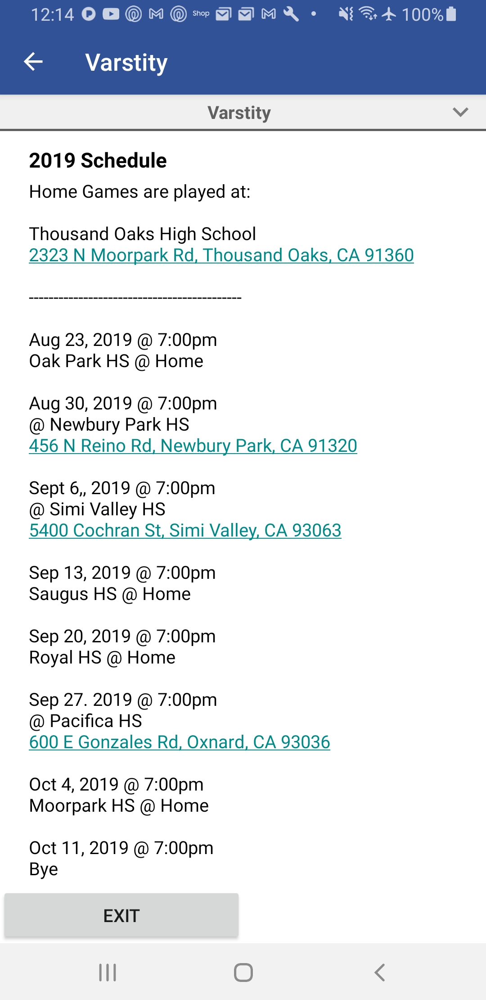 12:14 Shop 100%
Varstity
Varstity
2019 Schedule
Home Games are played at:
Thousand Oaks High School
2323 N Moorpark Rd, Thousand Oaks, CA 91360
-------------------------------------------
Aug 23, 2019 @ 7:00pm
Oak Park HS @ Home
Aug 30, 2019 @ 7:00pm
@ Newbury Park HS
456 N Reino Rd, Newbury Park, CA 91320
Sept 6,, 2019 @ 7:00pm
@ Simi Valley HS
5400 Cochran St, Simi Valley, CA 93063
Sep 13, 2019 @ 7:00pm
Saugus HS @ Home
Sep 20, 2019 @ 7:00pm
Royal HS @ Home
Sep 27. 2019 @ 7:00pm
@ Pacifica HS
600 E Gonzales Rd, Oxnard, CA 93036
Oct 4, 2019 @ 7:00pm
Moorpark HS @ Home
Oct 11, 2019 @ 7:00pm
Bye
EXIT